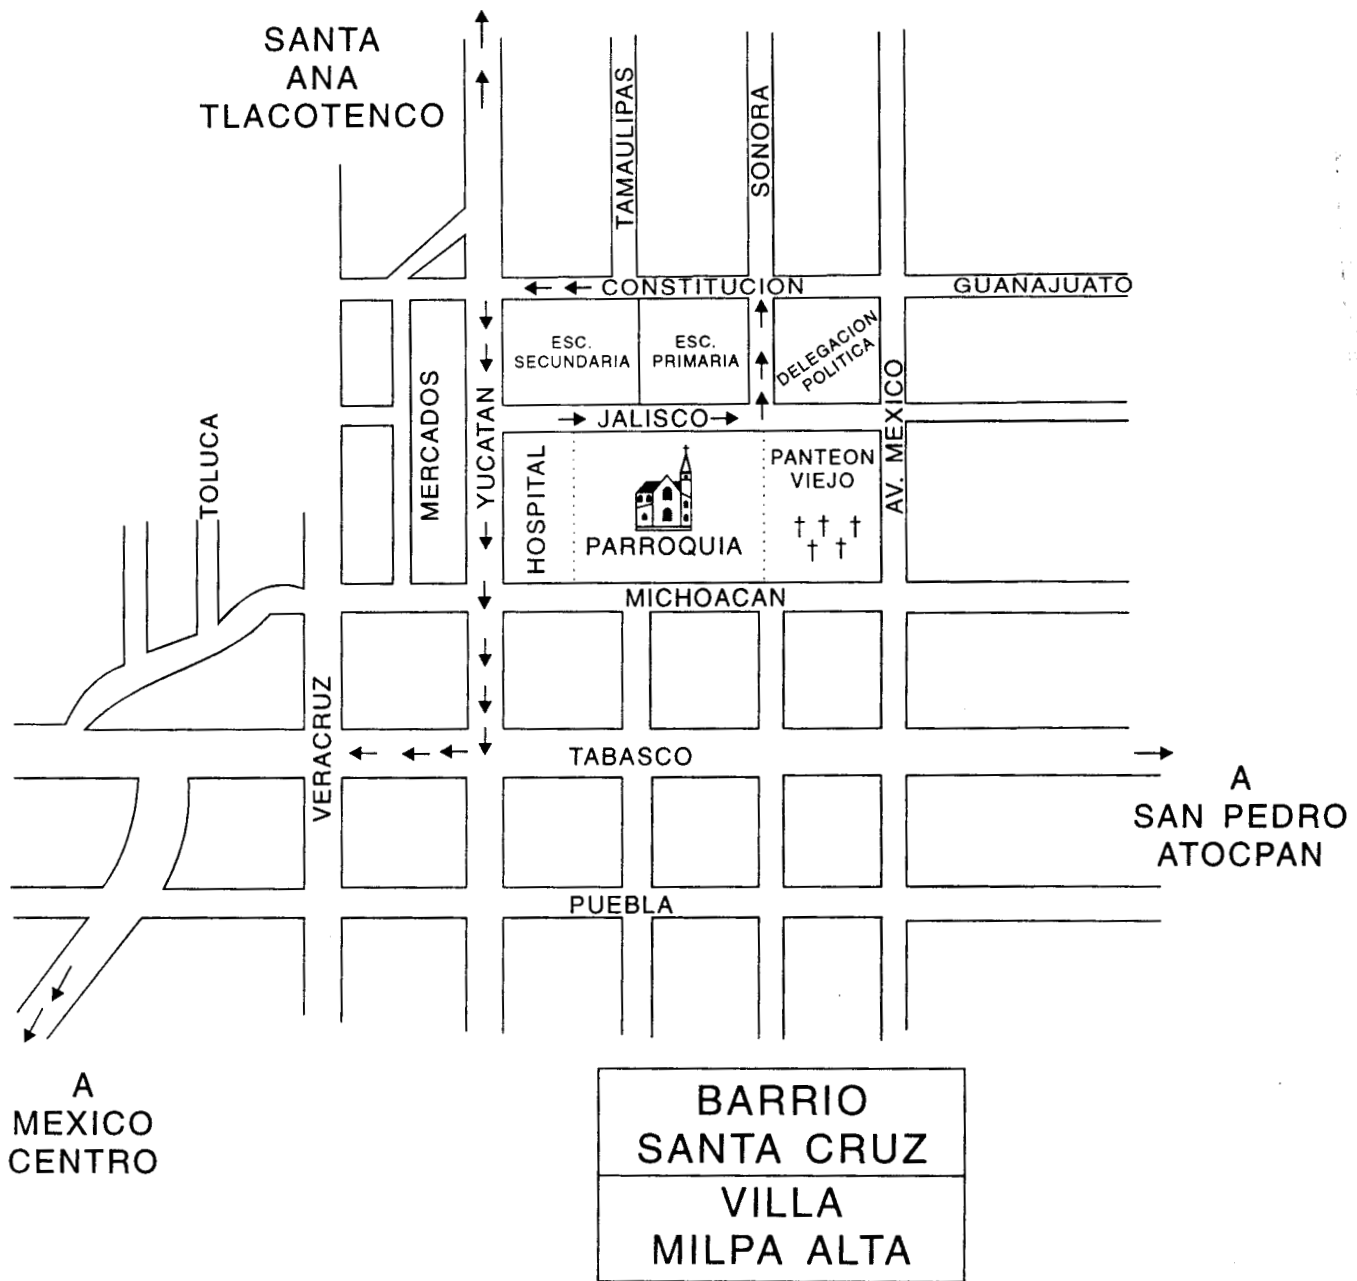 SANTA
ANA
TLACOTENCO
TAMAULIPAS
SONORA
CONSTITUCION
GUANAJUATO
ESC.
SECUNDARIA
ESC.
PRIMARIA
DELEGACION
POLITICA
MERCADOS
YUCATAN
JALISCO
AV. MEXICO
TOLUCA
HOSPITAL
PARROQUIA
PANTEON
VIEJO
MICHOACAN
VERACRUZ
TABASCO
A
SAN PEDRO
ATOCPAN
PUEBLA
A
MEXICO
CENTRO
BARRIO
SANTA CRUZ
VILLA
MILPA ALTA